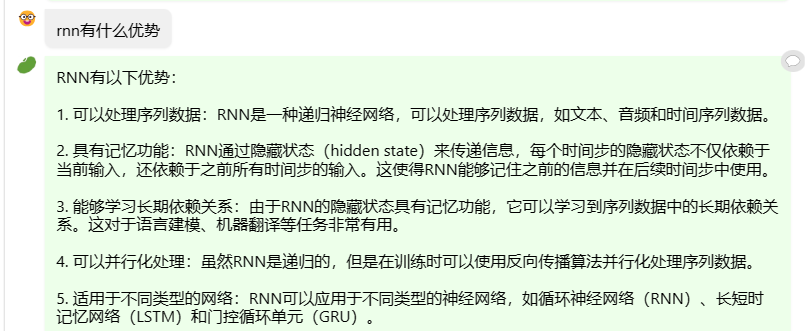 rnn有什么优势
RNN有以下优势：
1. 可以处理序列数据：RNN是一种递归神经网络，可以处理序列数据，如文本、音频和时间序列数据。
2. 具有记忆功能：RNN通过隐藏状态（hidden state）来传递信息，每个时间步的隐藏状态不仅依赖于
当前输入，还依赖于之前所有时间步的输入。这使得RNN能够记住之前的信息并在后续时间步中使用。
3. 能够学习长期依赖关系：由于RNN的隐藏状态具有记忆功能，它可以学习到序列数据中的长期依赖关
系。这对于语言建模、机器翻译等任务非常有用。
4. 可以并行化处理：虽然RNN是递归的，但是在训练时可以使用反向传播算法并行化处理序列数据。
5. 适用于不同类型的网络：RNN可以应用于不同类型的神经网络，如循环神经网络（RNN）、长短时
记忆网络（LSTM）和门控循环单元（GRU）。